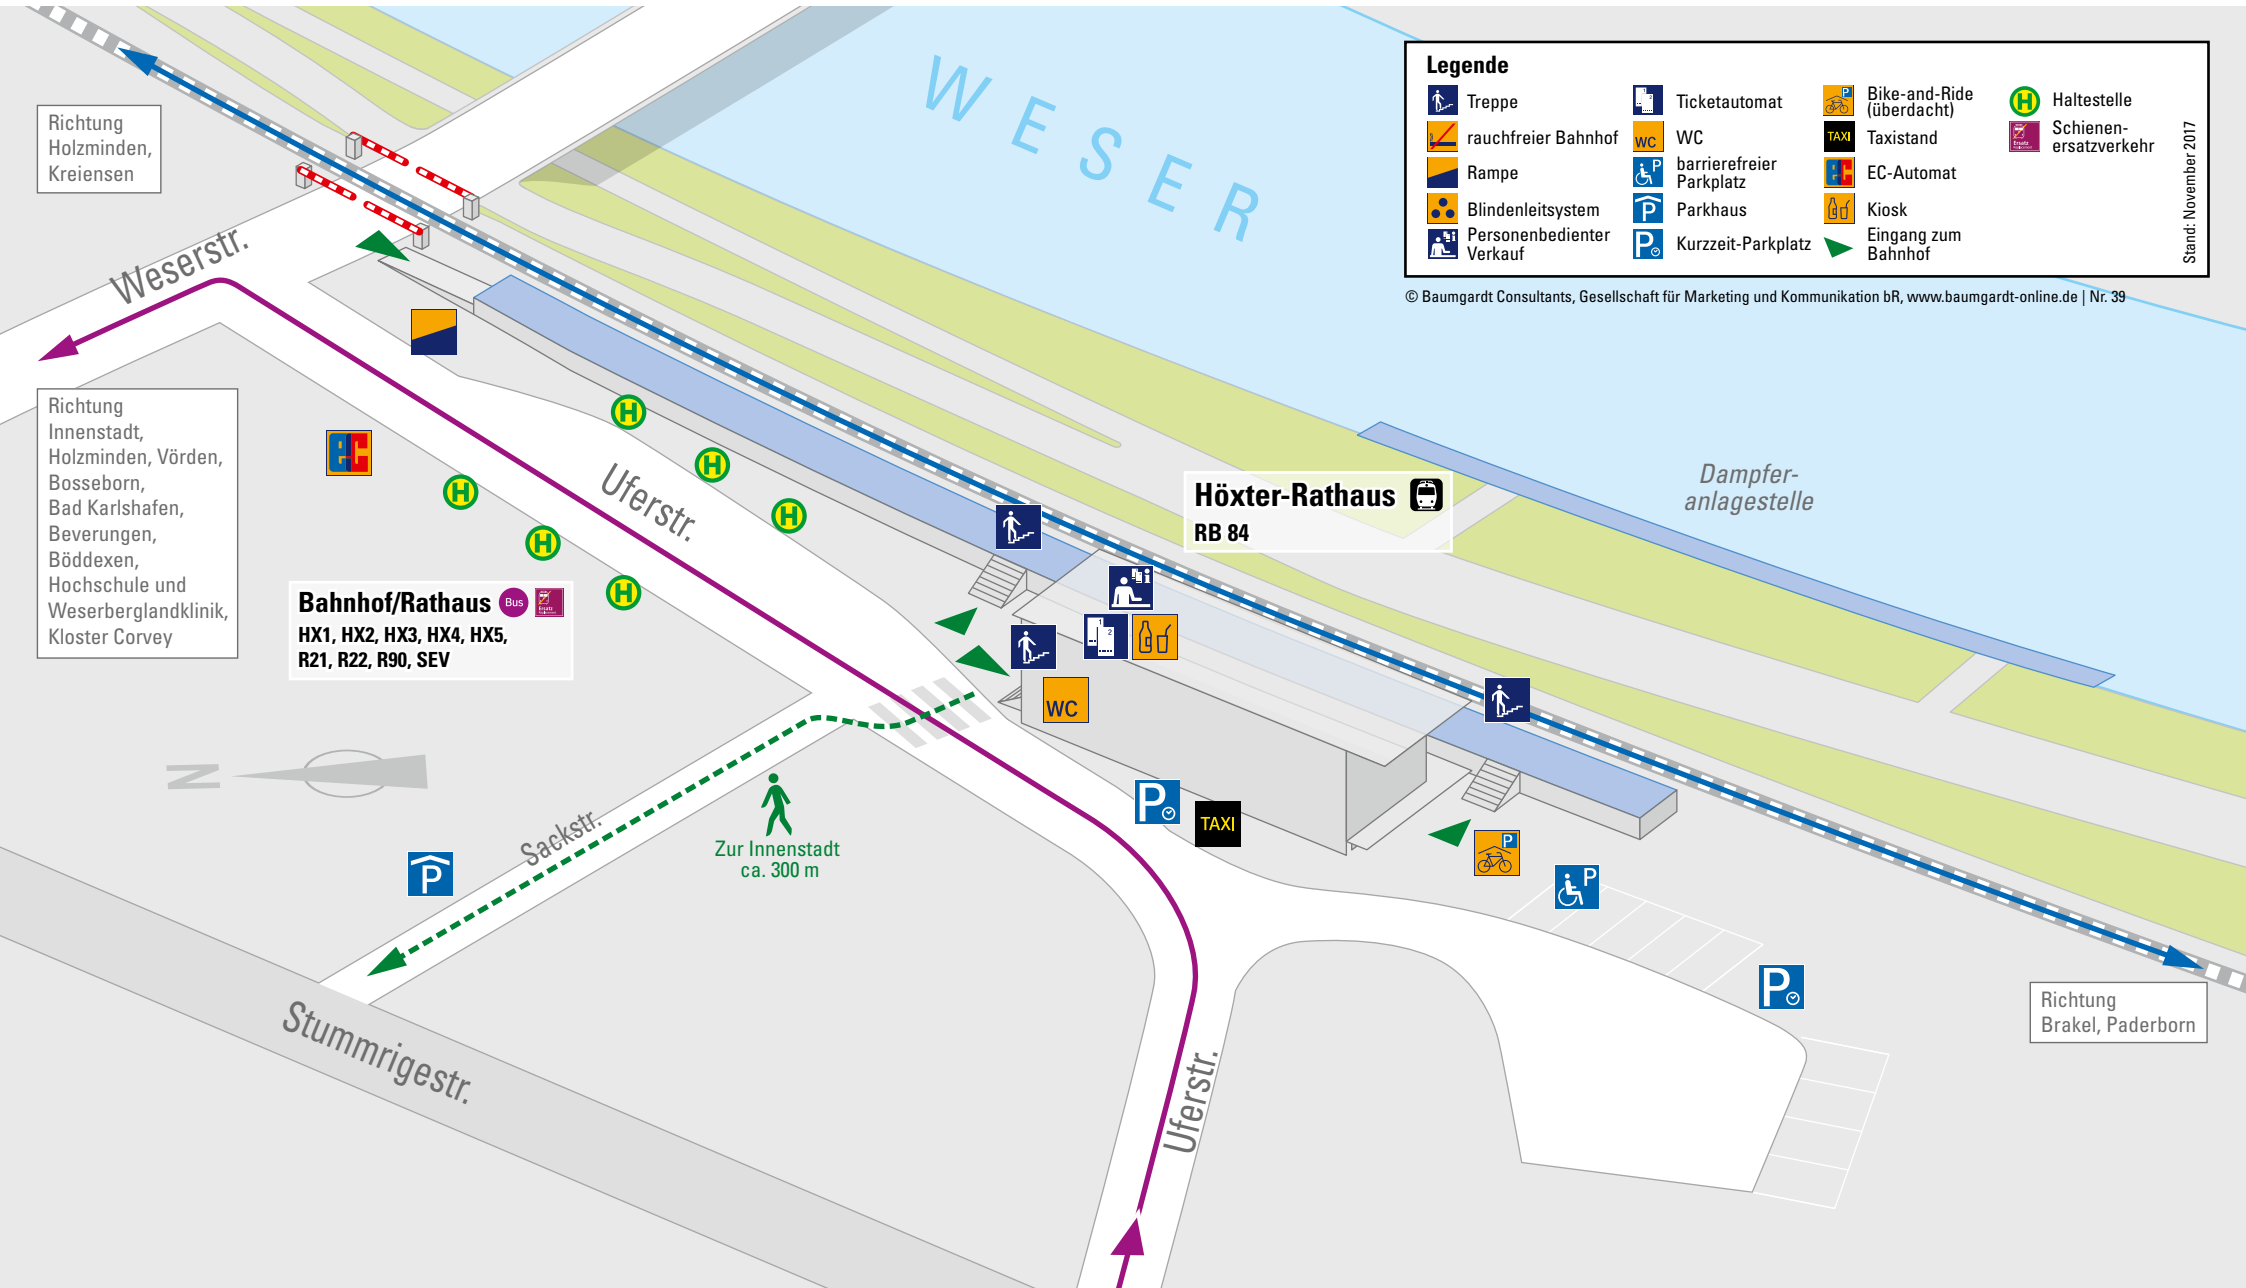 WESER
Legende
Treppe
rauchfreier Bahnhof
Rampe
Blindenleitsystem
Personenbedienter
Verkauf
Ticketautomat
WC
WC
barrierefreier
Parkplatz
Parkhaus
Kurzzeit-Parkplatz
Bike-and-Ride
(überdacht)
TAXI
Taxistand
EC-Automat
Kiosk
Eingang zum
Bahnhof
H
Haltestelle
Schienen-
ersatzverkehr
Stand: November 2017
© Baumgardt Consultants, Gesellschaft für Marketing und Kommunikation bR, www.baumgardt-online.de | Nr. 39
Richtung
Holzminden,
Kreiensen
Weserstr.
Richtung
Innenstadt,
Holzminden, Vörden,
Bosseborn,
Bad Karlshafen,
Beverungen,
Böddexen,
Hochschule und
Weserberglandklinik,
Kloster Corvey
ec
H
H
H
H
H
H
Uferstr.
Höxter-Rathaus
RB 84
Dampfer-
anlagestelle
Bahnhof/Rathaus Bus
HX1, HX2, HX3, HX4, HX5,
R21, R22, R90, SEV
WC
N
P
TAXI
Sackstr.
Zur Innenstadt
ca. 300 m
P
P
P
P
Stummrigestr.
Uferstr.
Richtung
Brakel, Paderborn